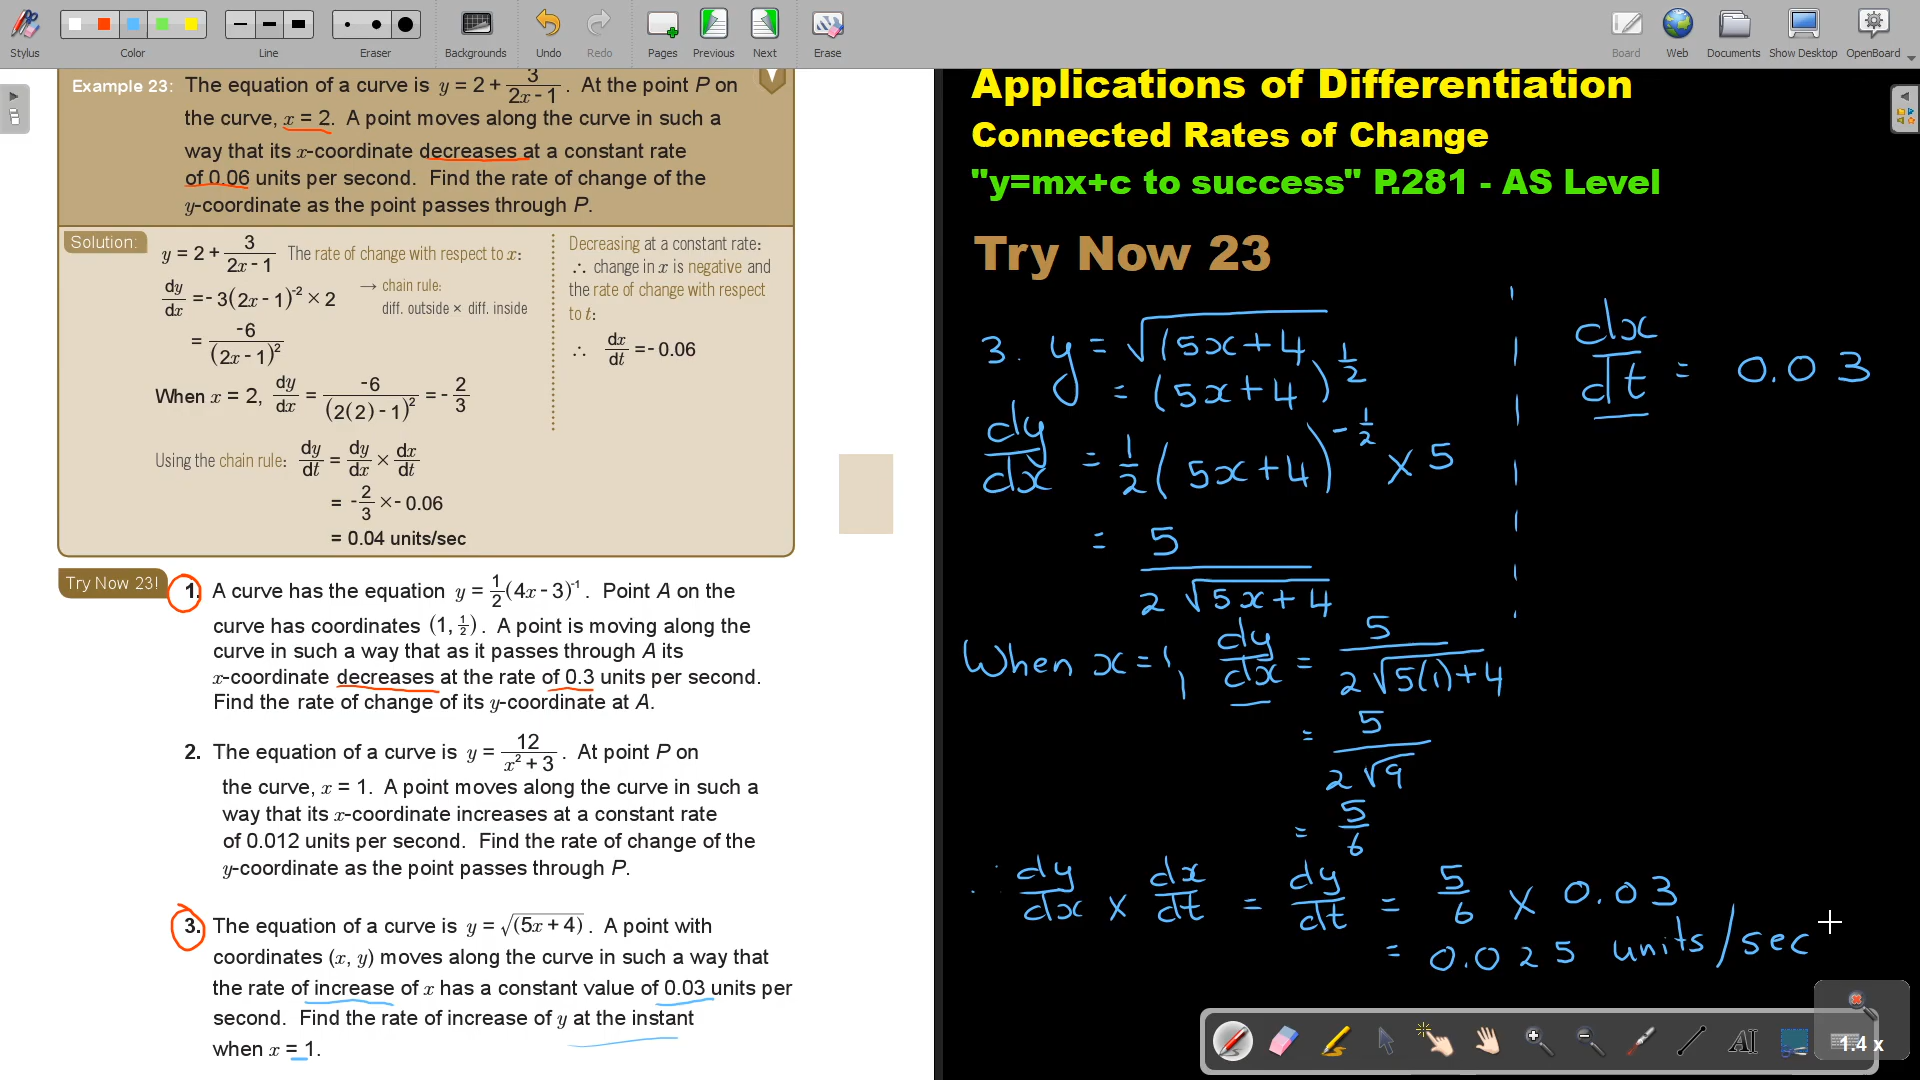 Stylus Color Line Eraser Backgrounds Undo Redo Pages Previous Next Erase Board Web Documents Show Desktop OpenBoard
Example 23: The equation of a curve is y = 2 + 3/(2x - 1). At the point P on
the curve, x = 2. A point moves along the curve in such a
way that its x-coordinate decreases at a constant rate
of 0.06 units per second. Find the rate of change of the
y-coordinate as the point passes through P.
Solution:
y = 2 + 3/(2x - 1) The rate of change with respect to x:
dy/dx = - 3(2x - 1)^-2 × 2 → chain rule:
diff. outside × diff. inside
= -6/(2x - 1)^2
When x = 2, dy/dx = -6/(2(2) - 1)^2 = - 2/3
Using the chain rule: dy/dt = dy/dx × dx/dt
= - 2/3 × - 0.06
= 0.04 units/sec
Decreasing at a constant rate:
∴ change in x is negative and
the rate of change with respect
to t:
∴ dx/dt = - 0.06
Try Now 23!
1. A curve has the equation y = 1/2(4x - 3)^-1. Point A on the
curve has coordinates (1, 1/2). A point is moving along the
curve in such a way that as it passes through A its
x-coordinate decreases at the rate of 0.3 units per second.
Find the rate of change of its y-coordinate at A.
2. The equation of a curve is y = 12/(x^2 + 3). At point P on
the curve, x = 1. A point moves along the curve in such a
way that its x-coordinate increases at a constant rate
of 0.012 units per second. Find the rate of change of the
y-coordinate as the point passes through P.
3. The equation of a curve is y = √(5x + 4). A point with
coordinates (x, y) moves along the curve in such a way that
the rate of increase of x has a constant value of 0.03 units per
second. Find the rate of increase of y at the instant
when x = 1.
Applications of Differentiation
Connected Rates of Change
"y=mx+c to success" P.281 - AS Level
Try Now 23
3. y = √(5x+4
= (5x+4)^1/2
dy/dx = 1/2 (5x+4)^-1/2 × 5
= 5/(2√5x+4)
When x=1, dy/dx = 5/(2√5(1)+4)
= 5/(2√9)
= 5/6
∴ dy/dx × dx/dt = dy/dt = 5/6 × 0.03
= 0.025 units/sec
dx/dt = 0.03
1.4 x